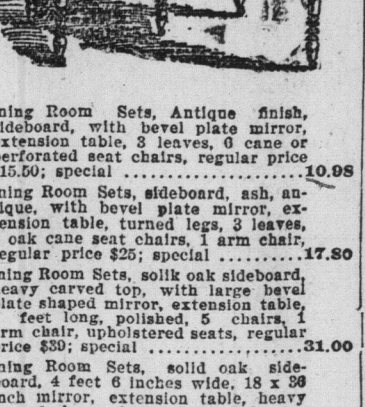 ning Room Sets, Antique finish,
ideboard, with bevel plate mirror,
xtension table, 3 leaves, 6 cane or
erforated seat chairs, regular price
15.50; special .................. 10.98
ning Room Sets, sideboard, ash, an-
ique, with bevel plate mirror, ex-
ension table, turned legs, 3 leaves,
oak cane seat chairs, 1 arm chair,
egular price $25; special ......... 17.80
ning Room Sets, solik oak sideboard,
eavy carved top, with large bevel
late shaped mirror, extension table,
feet long, polished, 5 chairs, 1
rm chair, upholstered seats, regular
rice $39; special ................ 31.00
ning Room Sets, solid oak side-
oard, 4 feet 6 inches wide, 18 x 36
nch mirror, extension table, heavy